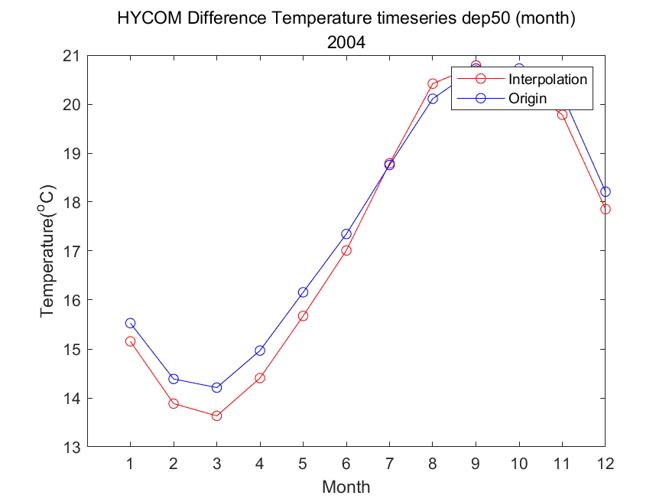 HYCOM Difference Temperature timeseries dep50 (month)
2004
21
20
19
18
17
16
15
14
13
Temperature(°C)
Interpolation
Origin
1 2 3 4 5 6 7 8 9 10 11 12
Month